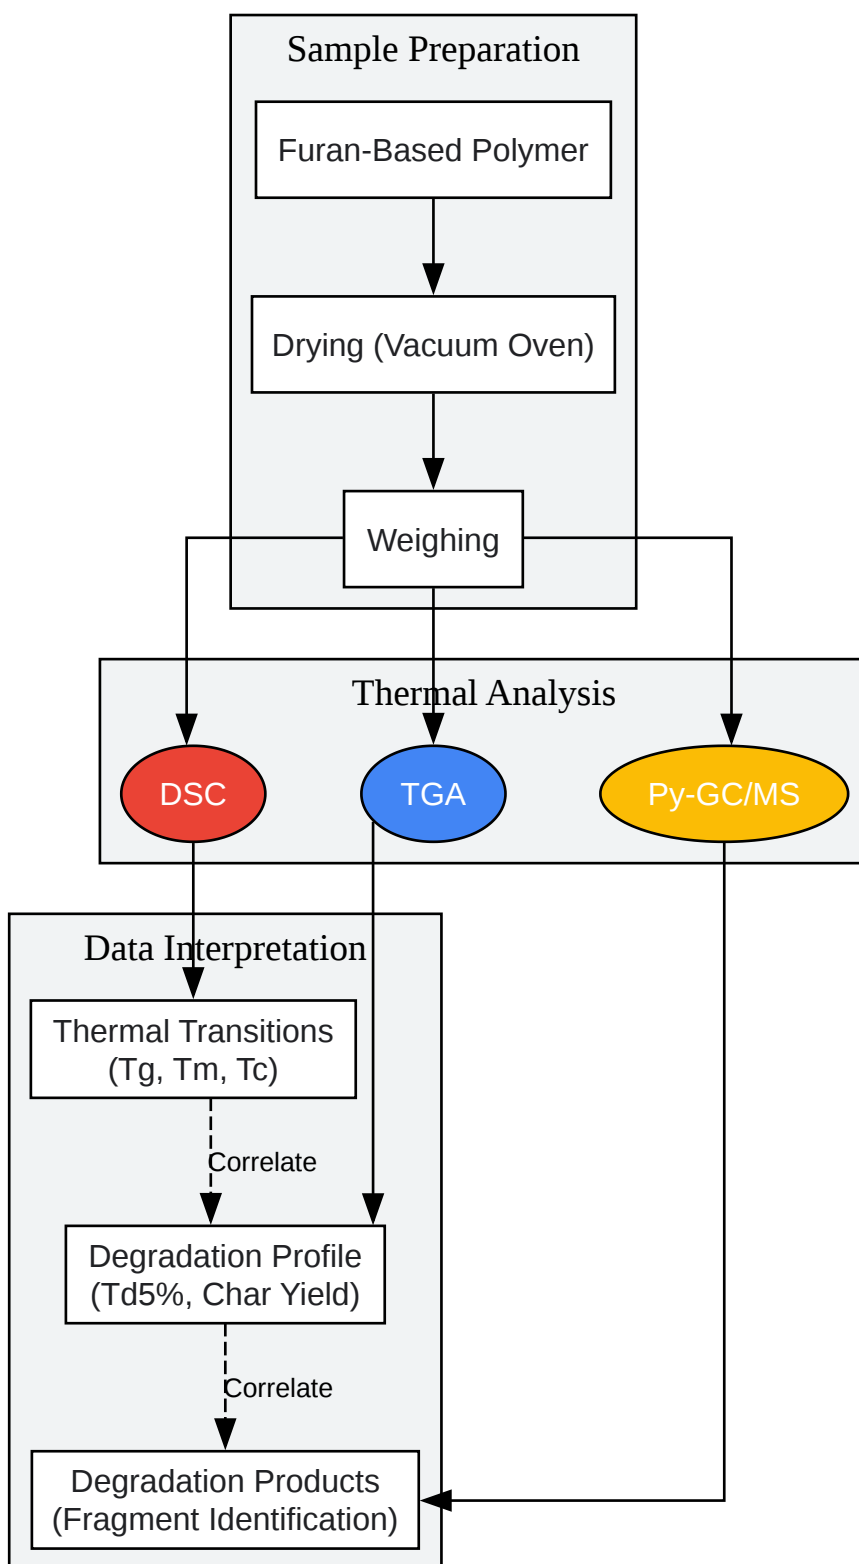 Sample Preparation
Furan-Based Polymer
Drying (Vacuum Oven)
Weighing
Thermal Analysis
DSC
TGA
Py-GC/MS
Data Interpretation
Thermal Transitions
(Tg, Tm, Tc)
Correlate
Degradation Profile
(Td5%, Char Yield)
Correlate
Degradation Products
(Fragment Identification)